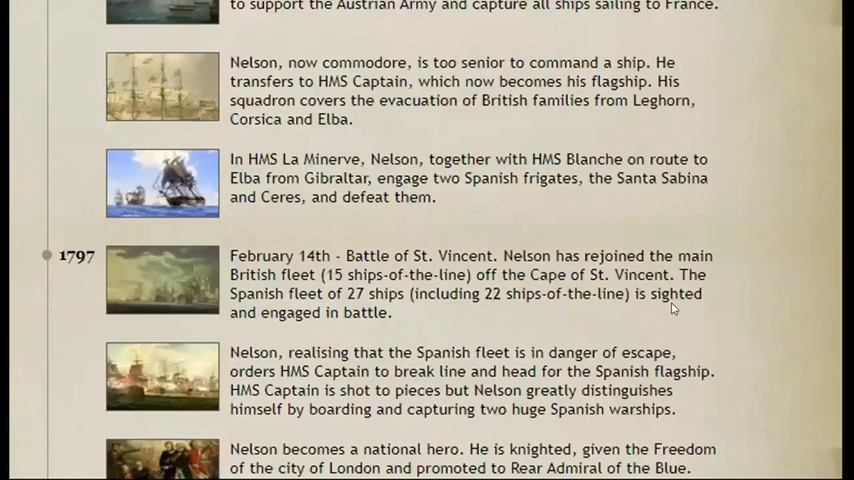 to support the Austrian Army and capture all ships sailing to France.
Nelson, now commodore, is too senior to command a ship. He
transfers to HMS Captain, which now becomes his flagship. His
squadron covers the evacuation of British families from Leghorn,
Corsica and Elba.
In HMS La Minerve, Nelson, together with HMS Blanche on route to
Elba from Gibraltar, engage two Spanish frigates, the Santa Sabina
and Ceres, and defeat them.
1797
February 14th - Battle of St. Vincent. Nelson has rejoined the main
British fleet (15 ships-of-the-line) off the Cape of St. Vincent. The
Spanish fleet of 27 ships (including 22 ships-of-the-line) is sighted
and engaged in battle.
Nelson, realising that the Spanish fleet is in danger of escape,
orders HMS Captain to break line and head for the Spanish flagship.
HMS Captain is shot to pieces but Nelson greatly distinguishes
himself by boarding and capturing two huge Spanish warships.
Nelson becomes a national hero. He is knighted, given the Freedom
of the city of London and promoted to Rear Admiral of the Blue.